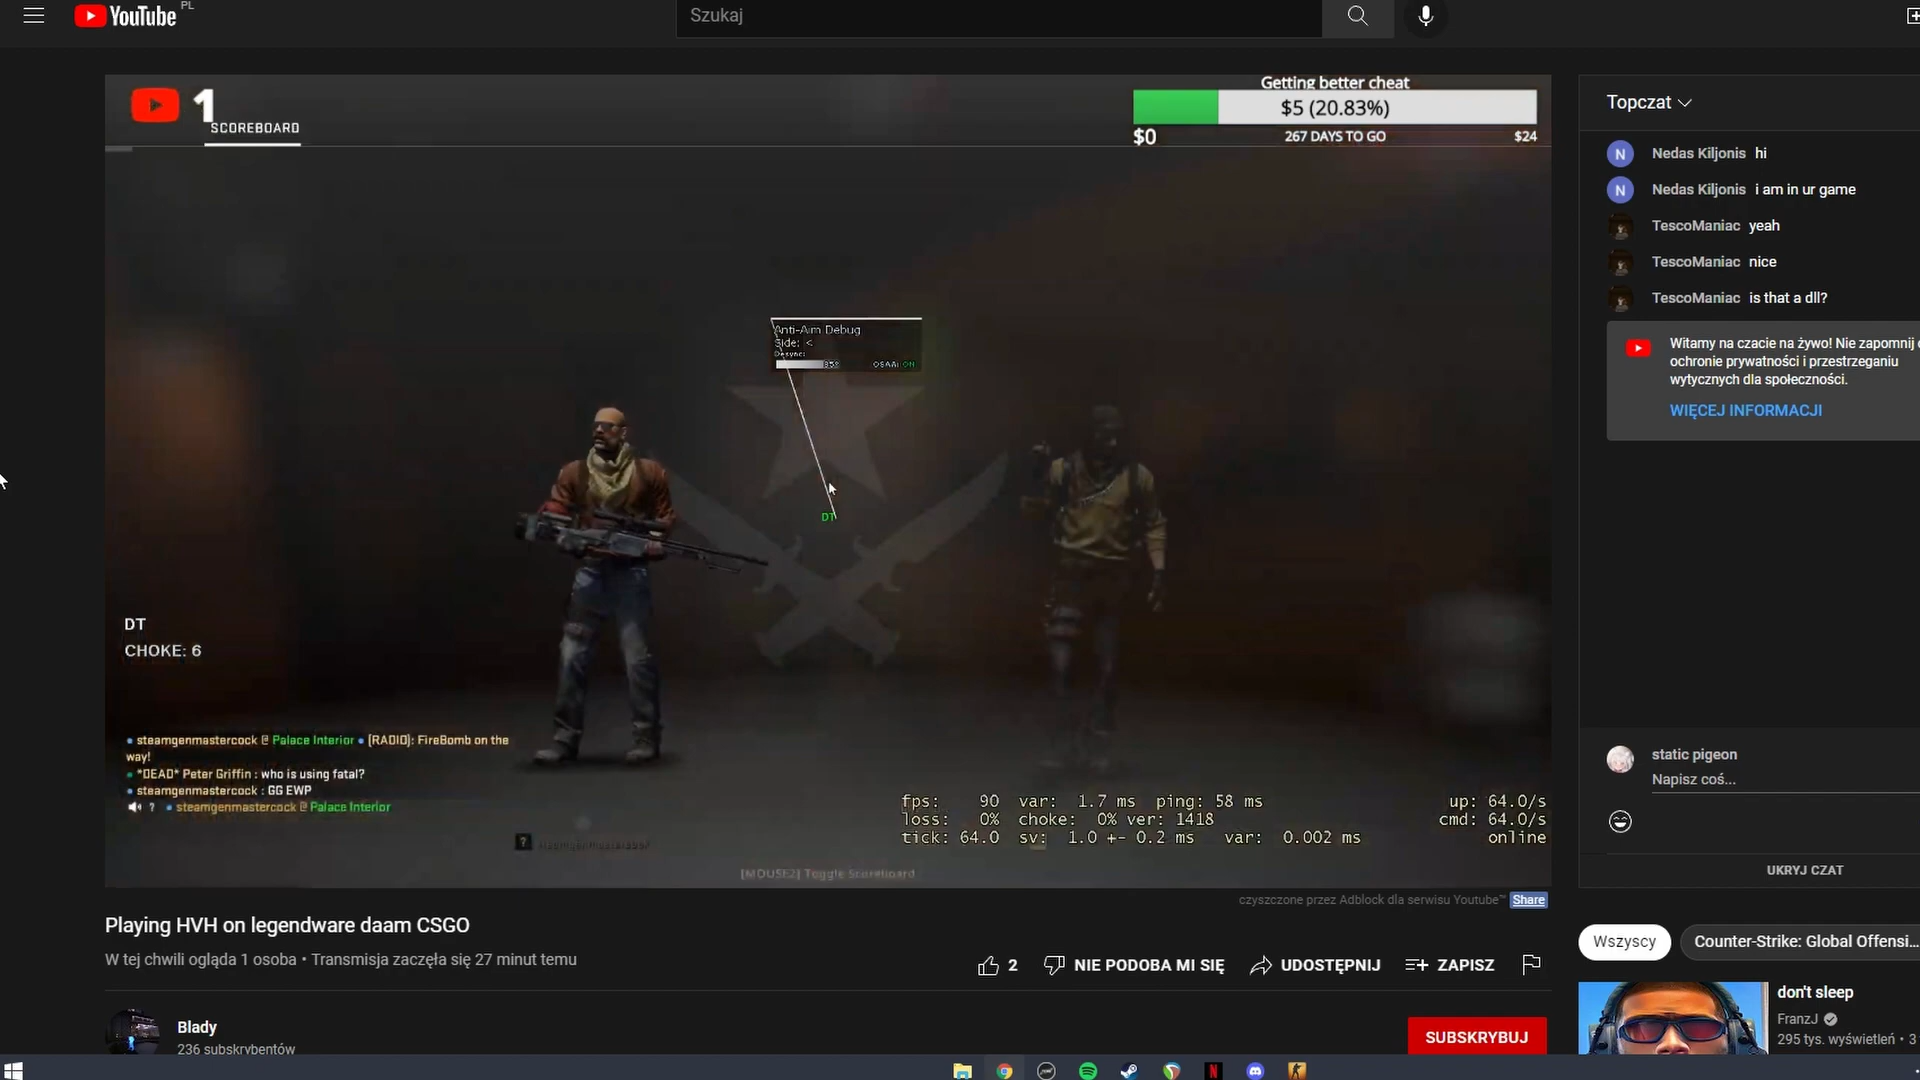 YouTube PL
Szukaj
1
SCOREBOARD
Getting better cheat
$5 (20.83%)
$0
267 DAYS TO GO
$24
Topczat
N Nedas Kiljonis hi
N Nedas Kiljonis i am in ur game
TescoManiac yeah
TescoManiac nice
TescoManiac is that a dll?
Witamy na czacie na żywo! Nie zapomnij
ochronie prywatności i przestrzeganiu
wytycznych dla społeczności.
WIĘCEJ INFORMACJI
Anti-Aim Debug
Side: <
Desync:
OSAA: ON
DT
DT
CHOKE: 6
steamgenmastercock @ Palace Interior • [RADIO]: FireBomb on the
way!
*DEAD* Peter Griffin : who is using fatal?
steamgenmastercock : GG EWP
? • steamgenmastercock @ Palace Interior
?
fps: 90 var: 1.7 ms ping: 58 ms
loss: 0% choke: 0% ver: 1418
tick: 64.0 sv: 1.0 +- 0.2 ms var: 0.002 ms
up: 64.0/s
cmd: 64.0/s
online
[MOUSE2] Toggle Scoreboard
static pigeon
Napisz coś...
UKRYJ CZAT
czyszczone przez Adblock dla serwisu Youtube™ Share
Playing HVH on legendware daam CSGO
W tej chwili ogląda 1 osoba • Transmisja zaczęła się 27 minut temu
2
NIE PODOBA MI SIĘ
UDOSTĘPNIJ
ZAPISZ
Wszyscy
Counter-Strike: Global Offensi...
Blady
236 subskrybentów
SUBSKRYBUJ
don't sleep
FranzJ
295 tys. wyświetleń • 3